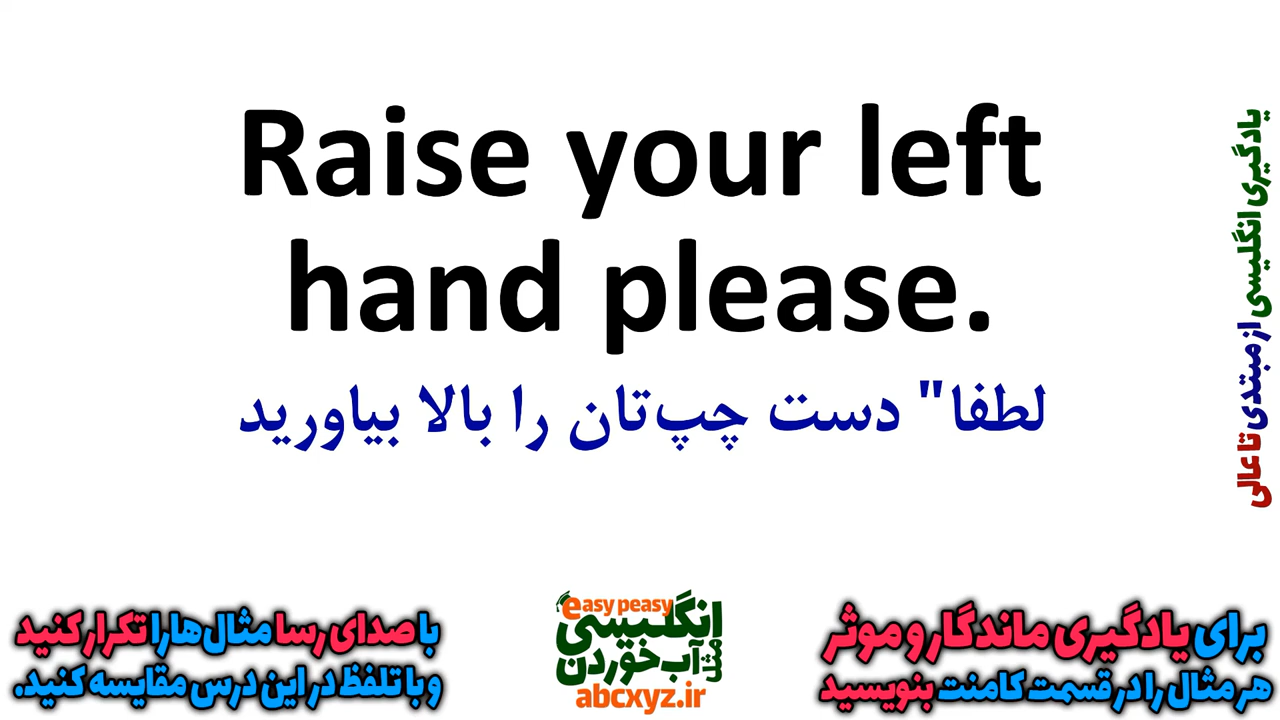 Raise your left
hand please.
لطفا" دست چپ‌تان را بالا بیاورید
یادگیری انگلیسی از مبتدی تا عالی
برای یادگیری ماندگار و موثر
هر مثال را در قسمت کامنت بنویسید
easy peasy
انگلیسی
مثل آب خوردن
abcxyz.ir
با صدای رسا مثال‌ها را تکرار کنید
و با تلفظ در این درس مقایسه کنید.